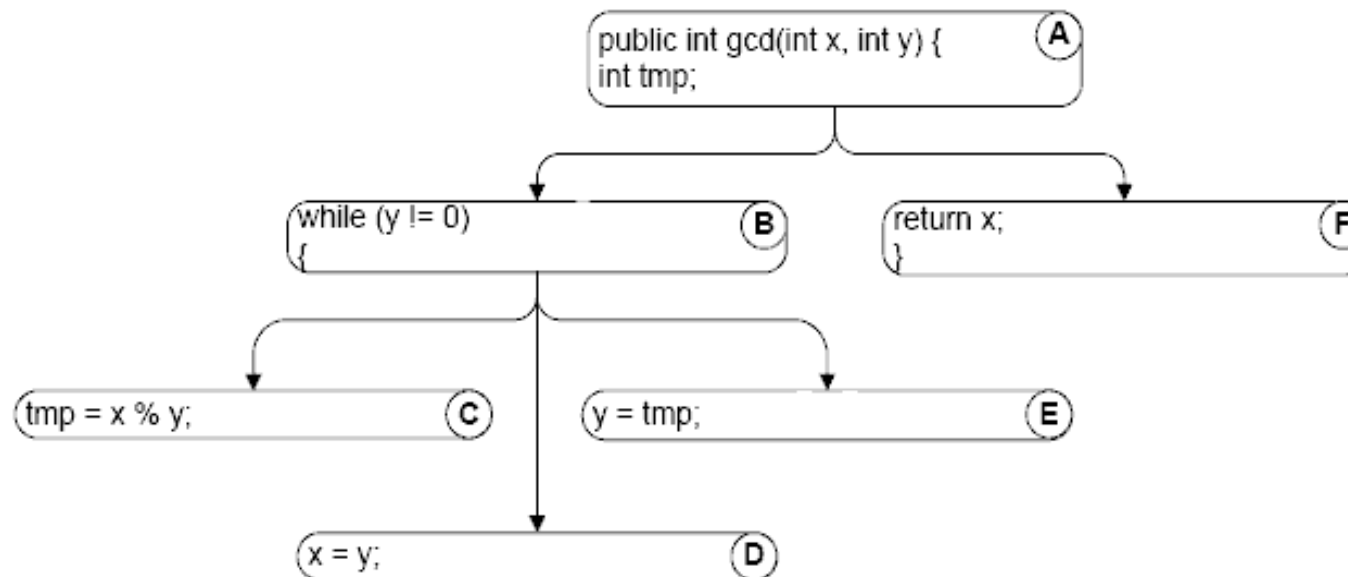 public int gcd(int x, int y) {
int tmp;
A
while (y != 0)
{
B
return x;
}
F
tmp = x % y;
C
y = tmp;
E
x = y;
D